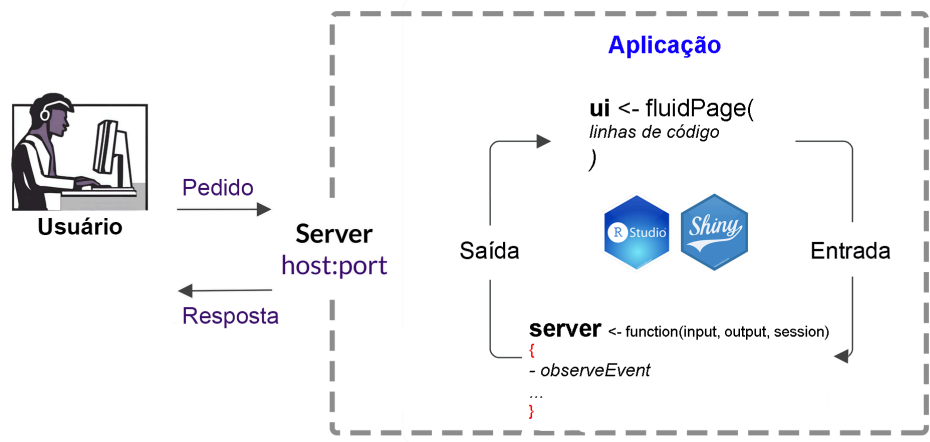 Aplicação
ui <- fluidPage(
linhas de código
)
Pedido
Usuário
Server
host:port
Resposta
R Studio
Shiny
Saída
Entrada
server <- function(input, output, session)
{
- observeEvent
...
}